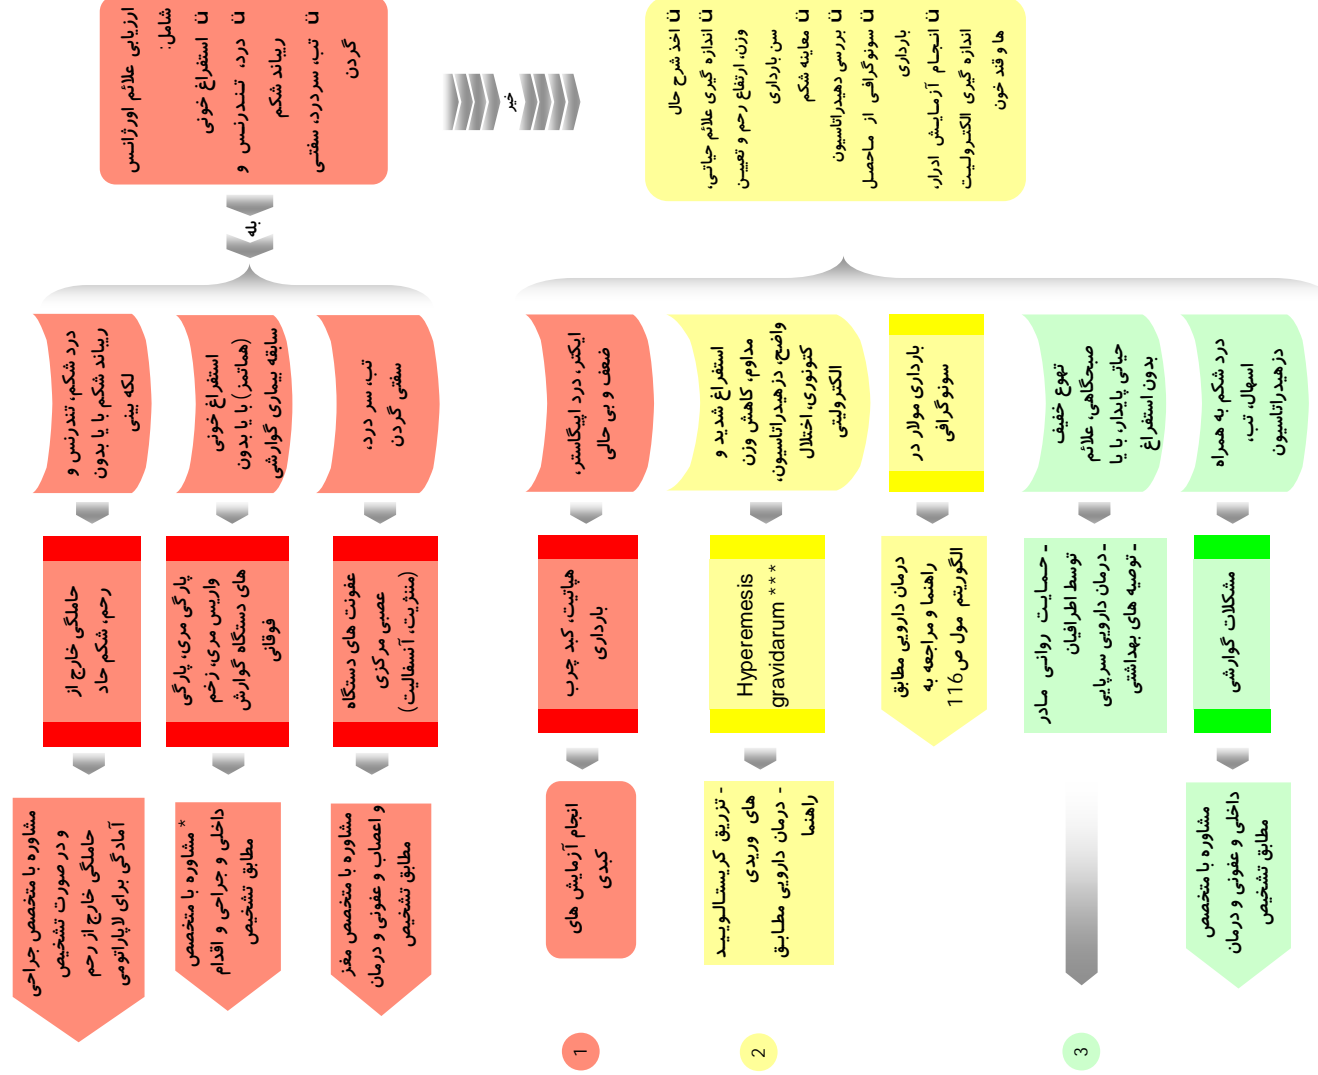 ارزیابی علائم اورژانس
شامل:
ü استفراغ خونی
ü درد، تندرنس و
ریباند شکم
ü تب، سردرد، سفتی
گردن
خیر
ü اخذ شرح حال
ü اندازه گیری علائم حیاتی،
وزن، ارتفاع رحم و تعیین
سن بارداری
ü معاینه شکم
ü بررسی دهیدراتاسیون
ü سونوگرافی از ماحصل
بارداری
ü انجام آزمایش ادرار،
اندازه گیری الکترولیت
ها و قند خون
بله
درد شکم، تندرنس و
ریباند شکم با یا بدون
لکه بینی
استفراغ خونی
(هماتمز) با یا بدون
سابقه بیماری گوارشی
تب، سر درد،
سفتی گردن
ایکتر، درد اپیگاستر،
ضعف و بی حالی
استفراغ شدید و
مداوم، کاهش وزن
واضح، دزهیدراتاسیون،
کتونوری، اختلال
الکترولیتی
بارداری مولار در
سونوگرافی
تهوع خفیف
صبحگاهی، علائم
حیاتی پایدار، با یا
بدون استفراغ
درد شکم به همراه
اسهال، تب،
دزهیدراتاسیون
حاملگی خارج از
رحم، شکم حاد
پارگی مری، پارگی
واریس مری، زخم
های دستگاه گوارش
فوقانی
عفونت های دستگاه
عصبی مرکزی
(مننژیت، آنسفالیت)
هپاتیت، کبد چرب
بارداری
Hyperemesis
gravidarum ***
درمان دارویی مطابق
راهنما و مراجعه به
الگوریتم مول ص116
- حمایت روانی مادر
توسط اطرافیان
- درمان دارویی سرپایی
- توصیه های بهداشتی
مشکلات گوارشی
مشاوره با متخصص جراحی
و در صورت تشخیص
حاملگی خارج از رحم
آمادگی برای لاپاراتومی
* مشاوره با متخصص
داخلی و جراحی و اقدام
مطابق تشخیص
مشاوره با متخصص مغز
و اعصاب و عفونی و درمان
مطابق تشخیص
انجام آزمایش های
کبدی
- تزریق کریستالویید
های وریدی
- درمان دارویی مطابق
راهنما
مشاوره با متخصص
داخلی و عفونی و درمان
مطابق تشخیص
1
2
3